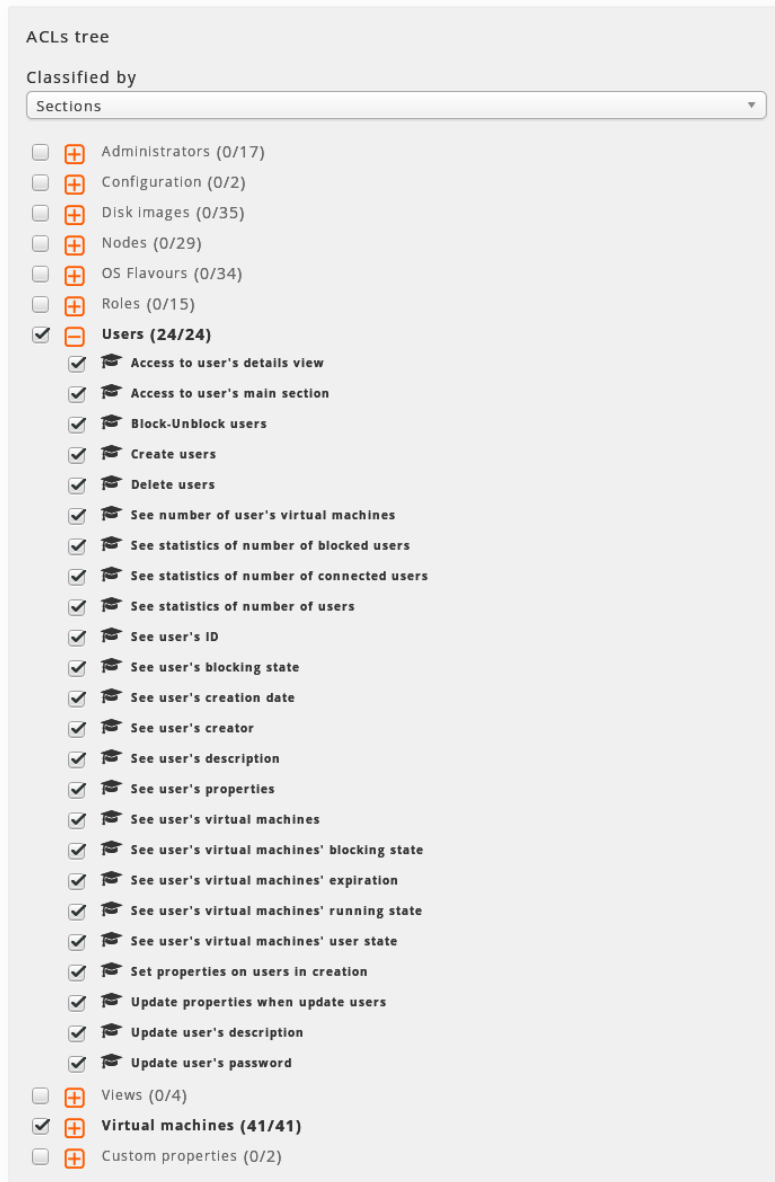 ACLs tree
Classified by
Sections
Administrators (0/17)
Configuration (0/2)
Disk images (0/35)
Nodes (0/29)
OS Flavours (0/34)
Roles (0/15)
Users (24/24)
Access to user's details view
Access to user's main section
Block-Unblock users
Create users
Delete users
See number of user's virtual machines
See statistics of number of blocked users
See statistics of number of connected users
See statistics of number of users
See user's ID
See user's blocking state
See user's creation date
See user's creator
See user's description
See user's properties
See user's virtual machines
See user's virtual machines' blocking state
See user's virtual machines' expiration
See user's virtual machines' running state
See user's virtual machines' user state
Set properties on users in creation
Update properties when update users
Update user's description
Update user's password
Views (0/4)
Virtual machines (41/41)
Custom properties (0/2)